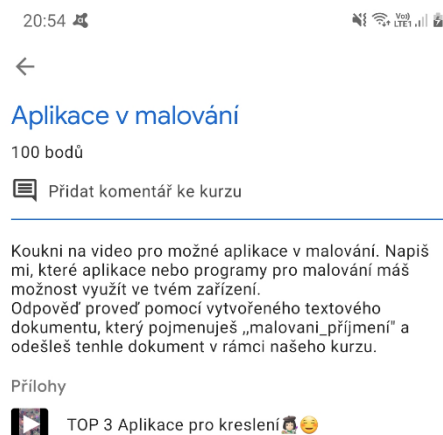 20:54
Vo))
LTE1
Aplikace v malování
100 bodů
Přidat komentář ke kurzu
Koukni na video pro možné aplikace v malování. Napiš
mi, které aplikace nebo programy pro malování máš
možnost využít ve tvém zařízení.
Odpověď proveď pomocí vytvořeného textového
dokumentu, který pojmenuješ ,,malovani_příjmení" a
odešleš tenhle dokument v rámci našeho kurzu.
Přílohy
TOP 3 Aplikace pro kreslení👩🏻‍🎨😊